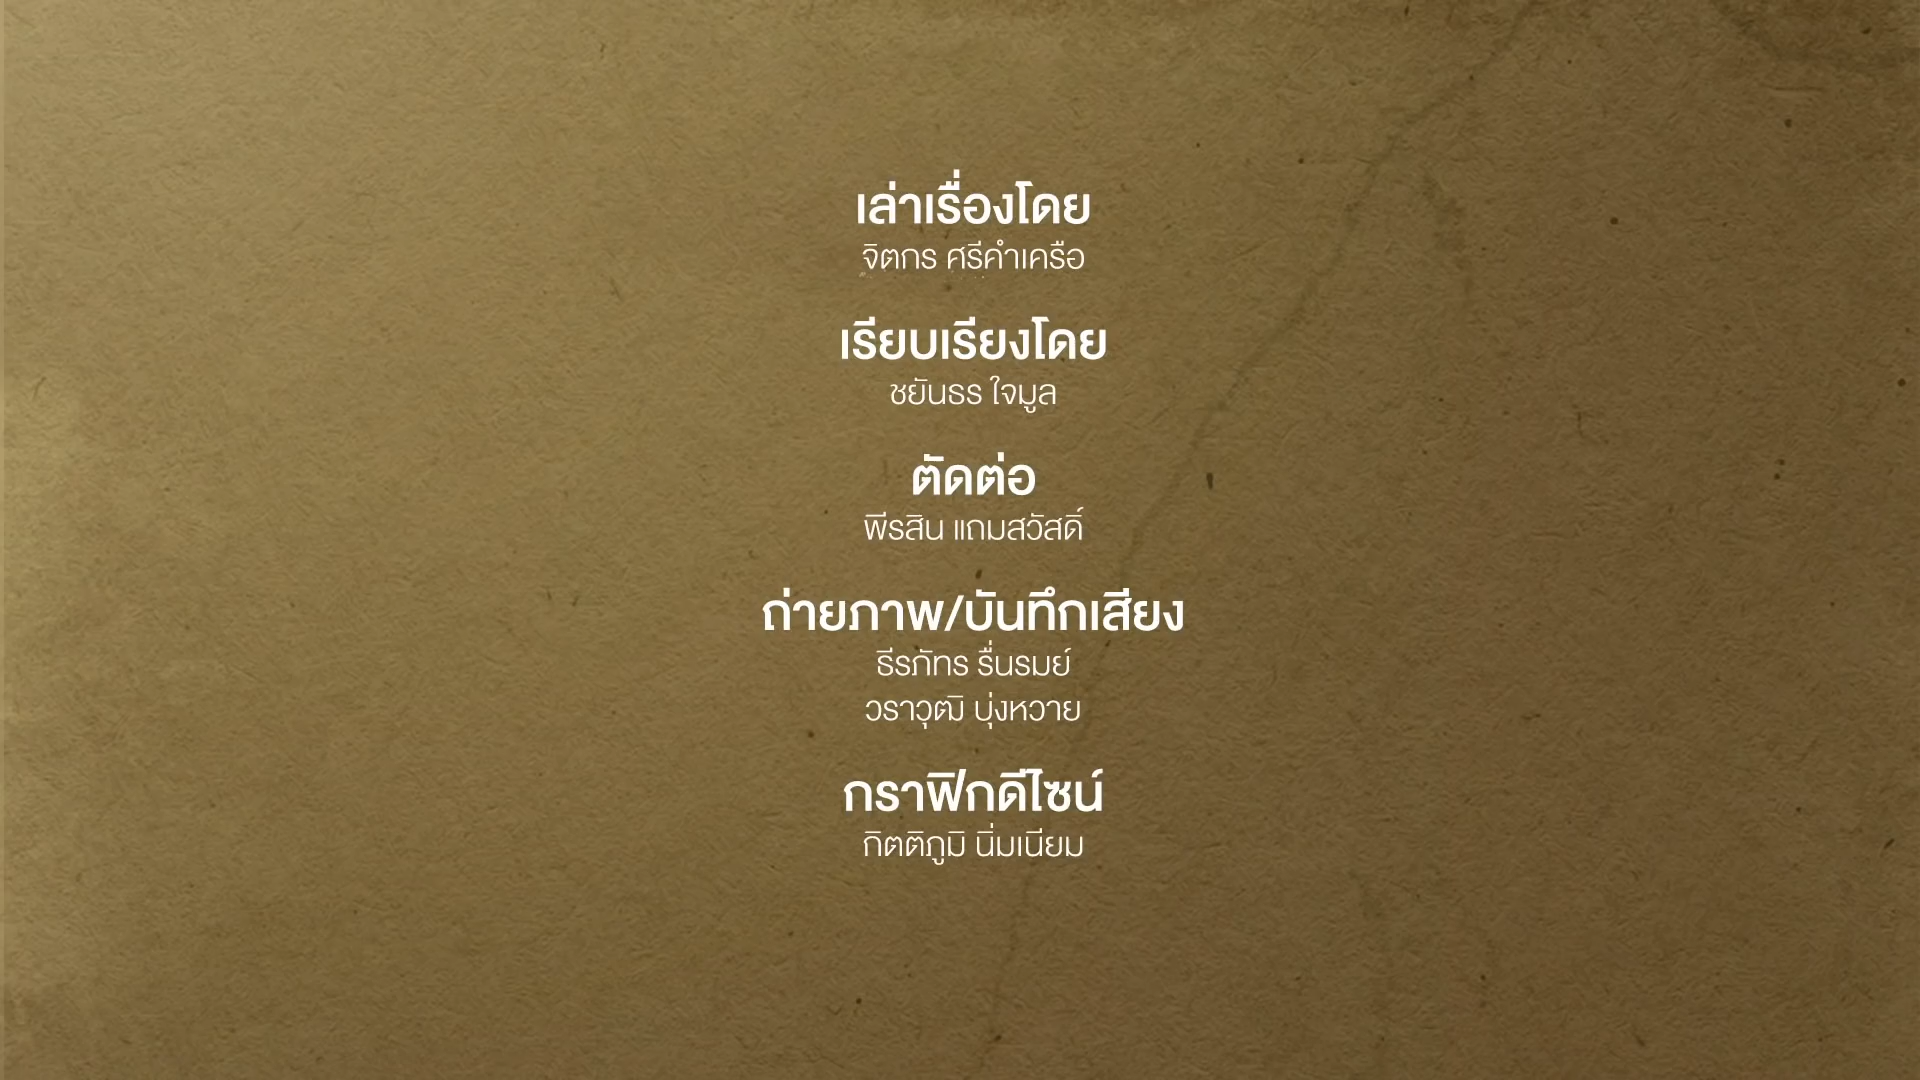 เล่าเรื่องโดย
จิตกร ศรีคำเครือ
เรียบเรียงโดย
ชยันธร ใจมูล
ตัดต่อ
พีรสิน แถมสวัสดิ์
ถ่ายภาพ/บันทึกเสียง
ธีรภัทร รื่นรมย์
วราวุฒิ บุ่งหวาย
กราฟิกดีไซน์
กิตติภูมิ นิ่มเนียม